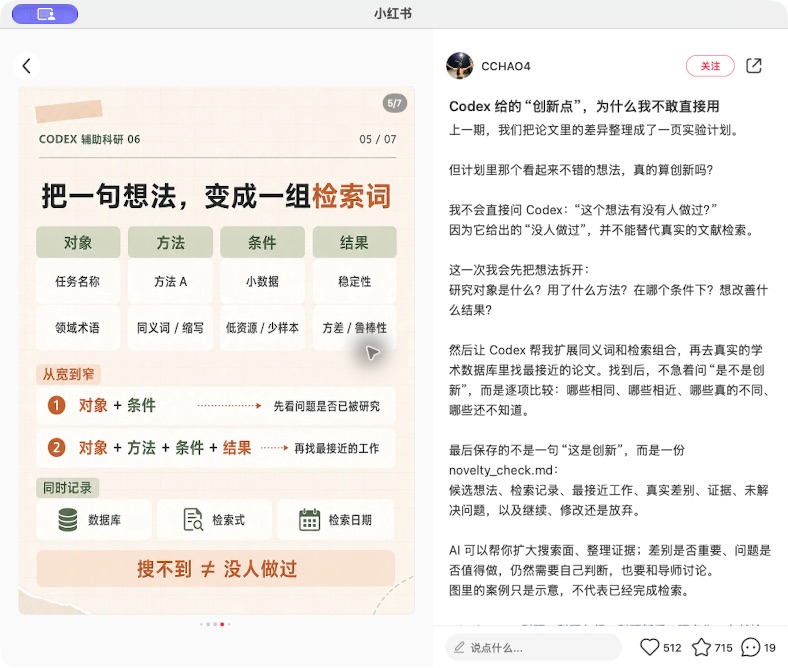 小红书
5/7
CODEX 辅助科研 06
05 / 07
把一句想法，变成一组检索词
对象 方法 条件 结果
任务名称 方法 A 小数据 稳定性
领域术语 同义词 / 缩写 低资源 / 少样本 方差 / 鲁棒性
从宽到窄
1 对象 + 条件 先看问题是否已被研究
2 对象 + 方法 + 条件 + 结果 再找最接近的工作
同时记录
数据库 检索式 检索日期
搜不到 ≠ 没人做过
CCHAO4
关注
Codex 给的“创新点”，为什么我不敢直接用
上一期，我们把论文里的差异整理成了一页实验计划。
但计划里那个看起来不错的想法，真的算创新吗？
我不会直接问 Codex：“这个想法有没有人做过？”
因为它给出的“没人做过”，并不能替代真实的文献检索。
这一次我会先把想法拆开：
研究对象是什么？用了什么方法？在哪个条件下？想改善什
么结果？
然后让 Codex 帮我扩展同义词和检索组合，再去真实的学
术数据库里找最接近的论文。找到后，不急着问“是不是创
新”，而是逐项比较：哪些相同、哪些相近、哪些真的不同、
哪些还不知道。
最后保存的不是一句“这是创新”，而是一份
novelty_check.md：
候选想法、检索记录、最接近工作、真实差别、证据、未解
决问题，以及继续、修改还是放弃。
AI 可以帮你扩大搜索面、整理证据；差别是否重要、问题是
否值得做，仍然需要自己判断，也要和导师讨论。
图里的案例只是示意，不代表已经完成检索。
说点什么...
512
715
19